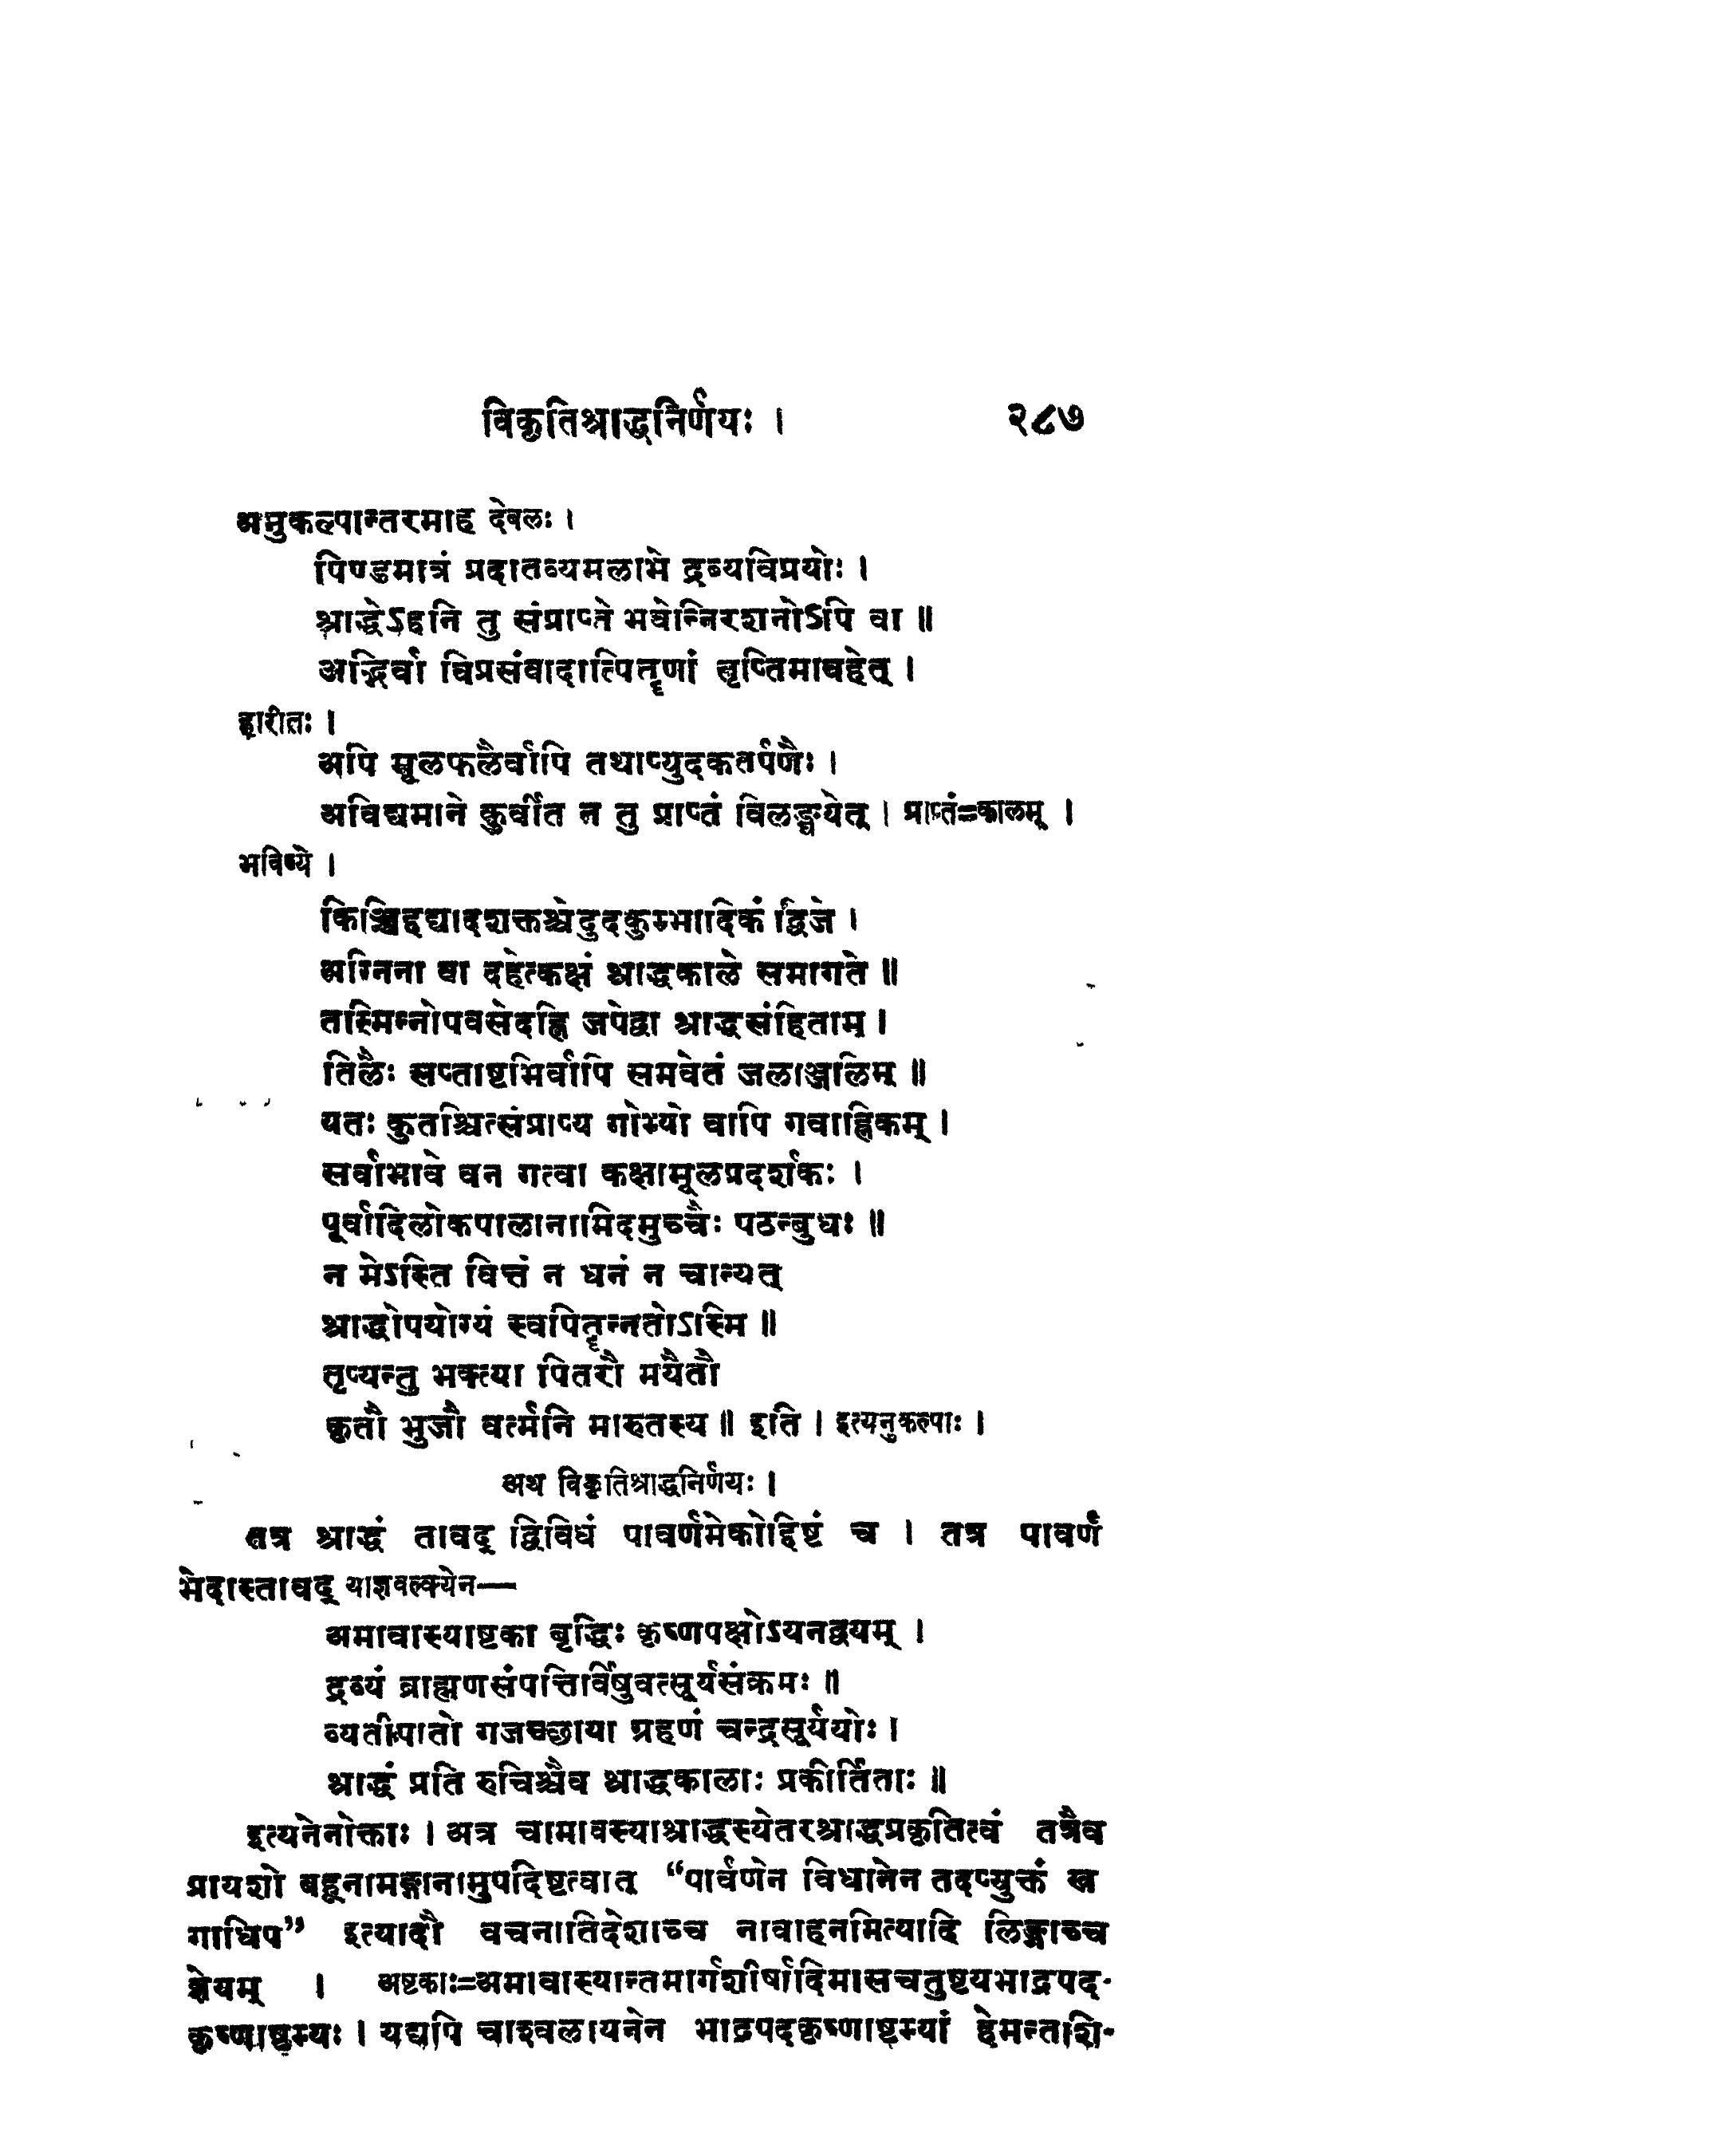 विकृतिश्राद्धनिर्णयः । २८७
अनुकल्पान्तरमाह देवलः ।
पिण्डमात्रं प्रदातव्यमलाभे द्रव्यविप्रयोः ।
श्राद्धेऽहनि तु संप्राप्ते भवेन्निरशनोऽपि वा ॥
अद्भिर्वा विप्रसंवादात्पितॄणां तृप्तिमावहेत् ।
हारीतः ।
अपि मूलफलैर्वापि तथाप्युदकतर्पणैः ।
अविद्यमाने कुर्वीत न तु प्राप्तं विलङ्घयेत् । प्राप्तं=कालम् ।
भविष्ये ।
किञ्चिद्दद्यादशक्तश्चेदुदकुम्भादिकं द्विजे ।
अग्निना वा दहेत्कक्षं श्राद्धकाले समागते ॥
तस्मिन्नोपवसेदह्नि जपेद्वा श्राद्धसंहिताम् ।
तिलैः सप्ताष्टभिर्वापि समवेतं जलाञ्जलिम् ॥
यतः कुतश्चित्संप्राप्य गोभ्यो वापि गवाह्निकम् ।
सर्वाभावे वन गत्वा कक्षामूलप्रदर्शकः ।
पूर्वादिलोकपालानामिदमुच्चैः पठन्बुधः ॥
न मेऽस्ति वित्तं न धनं न चान्यत्
श्राद्धोपयोग्यं स्वपितॄन्नतोऽस्मि ॥
तृप्यन्तु भक्त्या पितरौ मयैतौ
कृतौ भुजौ वर्त्मनि मारुतस्य ॥ इति । इत्यनुकल्पाः ।
अथ विकृतिश्राद्धनिर्णयः ।
तत्र श्राद्धं तावद् द्विविधं पार्वणमेकोद्दिष्टं च । तत्र पार्वण
भेदास्तावद् याज्ञवल्क्येन—
अमावास्याष्टका वृद्धिः कृष्णपक्षोऽयनद्वयम् ।
द्रव्यं ब्राह्मणसंपत्तिर्विषुवत्सूर्यसंक्रमः ॥
व्यतीपातो गजच्छाया ग्रहणं चन्द्रसूर्ययोः ।
श्राद्धं प्रति रुचिश्चैव श्राद्धकालाः प्रकीर्तिताः ॥
इत्यनेनोक्ताः । अत्र चामावस्याश्राद्धस्येतरश्राद्धप्रकृतित्वं तत्रैव
प्रायशो बहूनामङ्गानामुपदिष्टत्वात् “पार्वणेन विधानेन तदप्युक्तं ख
गाधिप” इत्यादौ वचनातिदेशाच्च नावाहनमित्यादि लिङ्गाच्च
ज्ञेयम् । अष्टकाः=अमावास्यान्तमार्गशीर्षादिमासचतुष्टयभाद्रपद-
कृष्णाष्टम्यः । यद्यपि चाश्वलायनेन भाद्रपदकृष्णाष्टम्यां हेमन्तशि-